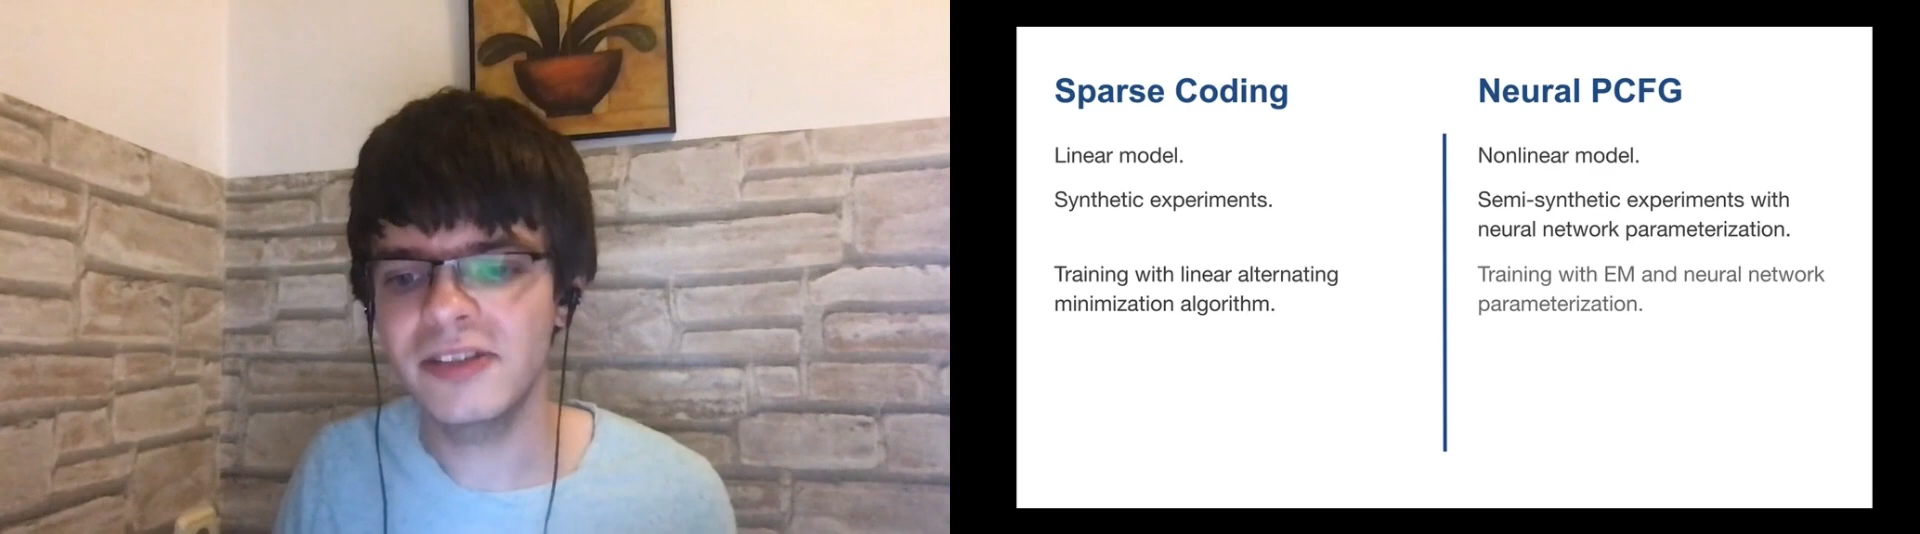 Sparse Coding
Linear model.
Synthetic experiments.
Training with linear alternating
minimization algorithm.
Neural PCFG
Nonlinear model.
Semi-synthetic experiments with
neural network parameterization.
Training with EM and neural network
parameterization.